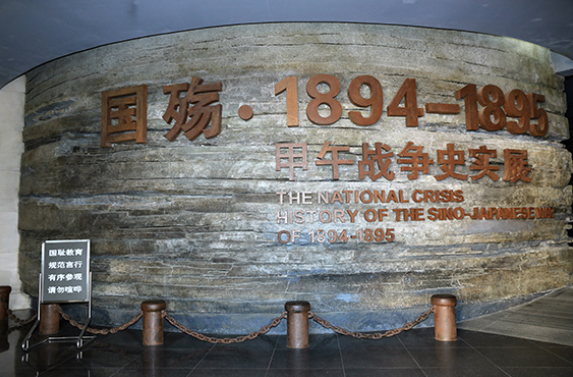 国殇·1894-1895
甲午战争史实展
THE NATIONAL CRISIS
HISTORY OF THE SINO-JAPANESE WAR
OF 1894-1895
国耻教育
规范言行
有序参观
请勿喧哗